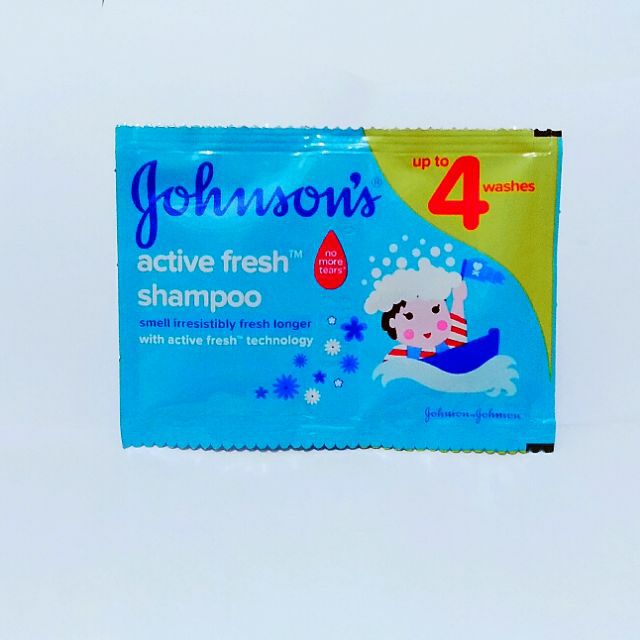 up to
4
washes
Johnson's®
active fresh™
shampoo
no
more
tears®
smell irresistibly fresh longer
with active fresh™ technology
Johnson & Johnson